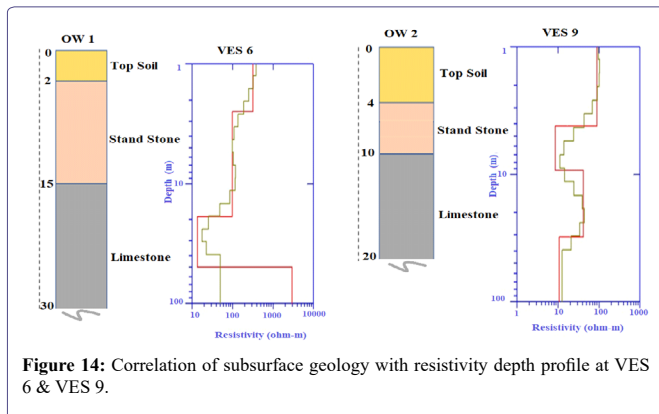 OW 1
VES 6
OW 2
VES 9
0
2
15
30
Top Soil
Stand Stone
Limestone
1
10
100
Depth (m)
1
10
100
1000
10000
Resistivity (ohm-m)
0
4
10
20
Top Soil
Stand Stone
Limestone
1
10
100
Depth (m)
1
10
100
1000
Resistivity (ohm-m)
Figure 14: Correlation of subsurface geology with resistivity depth profile at VES
6 & VES 9.